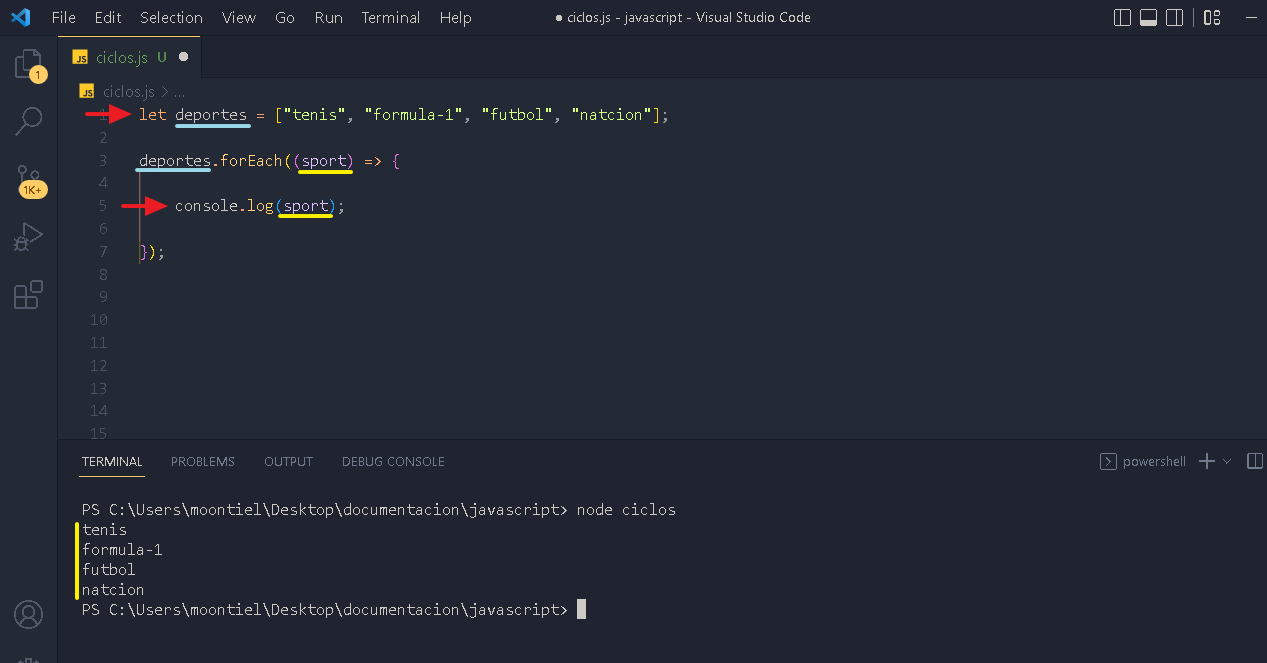 File Edit Selection View Go Run Terminal Help ● ciclos.js - javascript - Visual Studio Code
JS ciclos.js U ●
1
JS ciclos.js > ...
1 let deportes = ["tenis", "formula-1", "futbol", "natcion"];
2
3 deportes.forEach((sport) => {
4
1K+
5 console.log(sport);
6
7 });
8
9
10
11
12
13
14
15
TERMINAL PROBLEMS OUTPUT DEBUG CONSOLE powershell
PS C:\Users\moontiel\Desktop\documentacion\javascript> node ciclos
tenis
formula-1
futbol
natcion
PS C:\Users\moontiel\Desktop\documentacion\javascript>